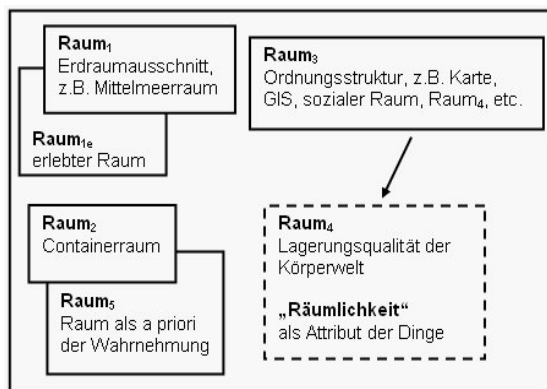 Raum₁
Erdraumausschnitt,
z.B. Mittelmeerraum
Raum₁ₑ
erlebter Raum
Raum₃
Ordnungsstruktur, z.B. Karte,
GIS, sozialer Raum, Raum₄, etc.
Raum₂
Containerraum
Raum₅
Raum als a priori
der Wahrnehmung
Raum₄
Lagerungsqualität der
Körperwelt
„Räumlichkeit“
als Attribut der Dinge